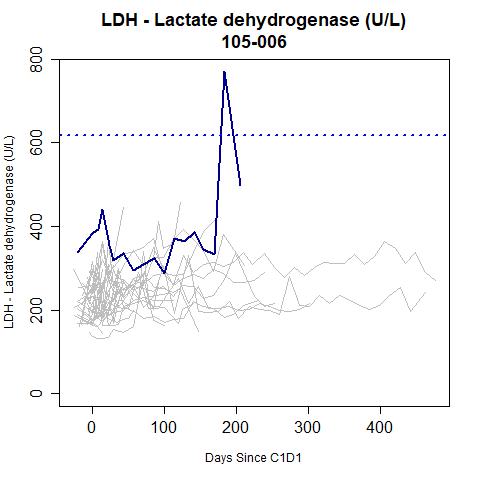 LDH - Lactate dehydrogenase (U/L)
105-006
LDH - Lactate dehydrogenase (U/L)
800
600
400
200
0
0 100 200 300 400
Days Since C1D1